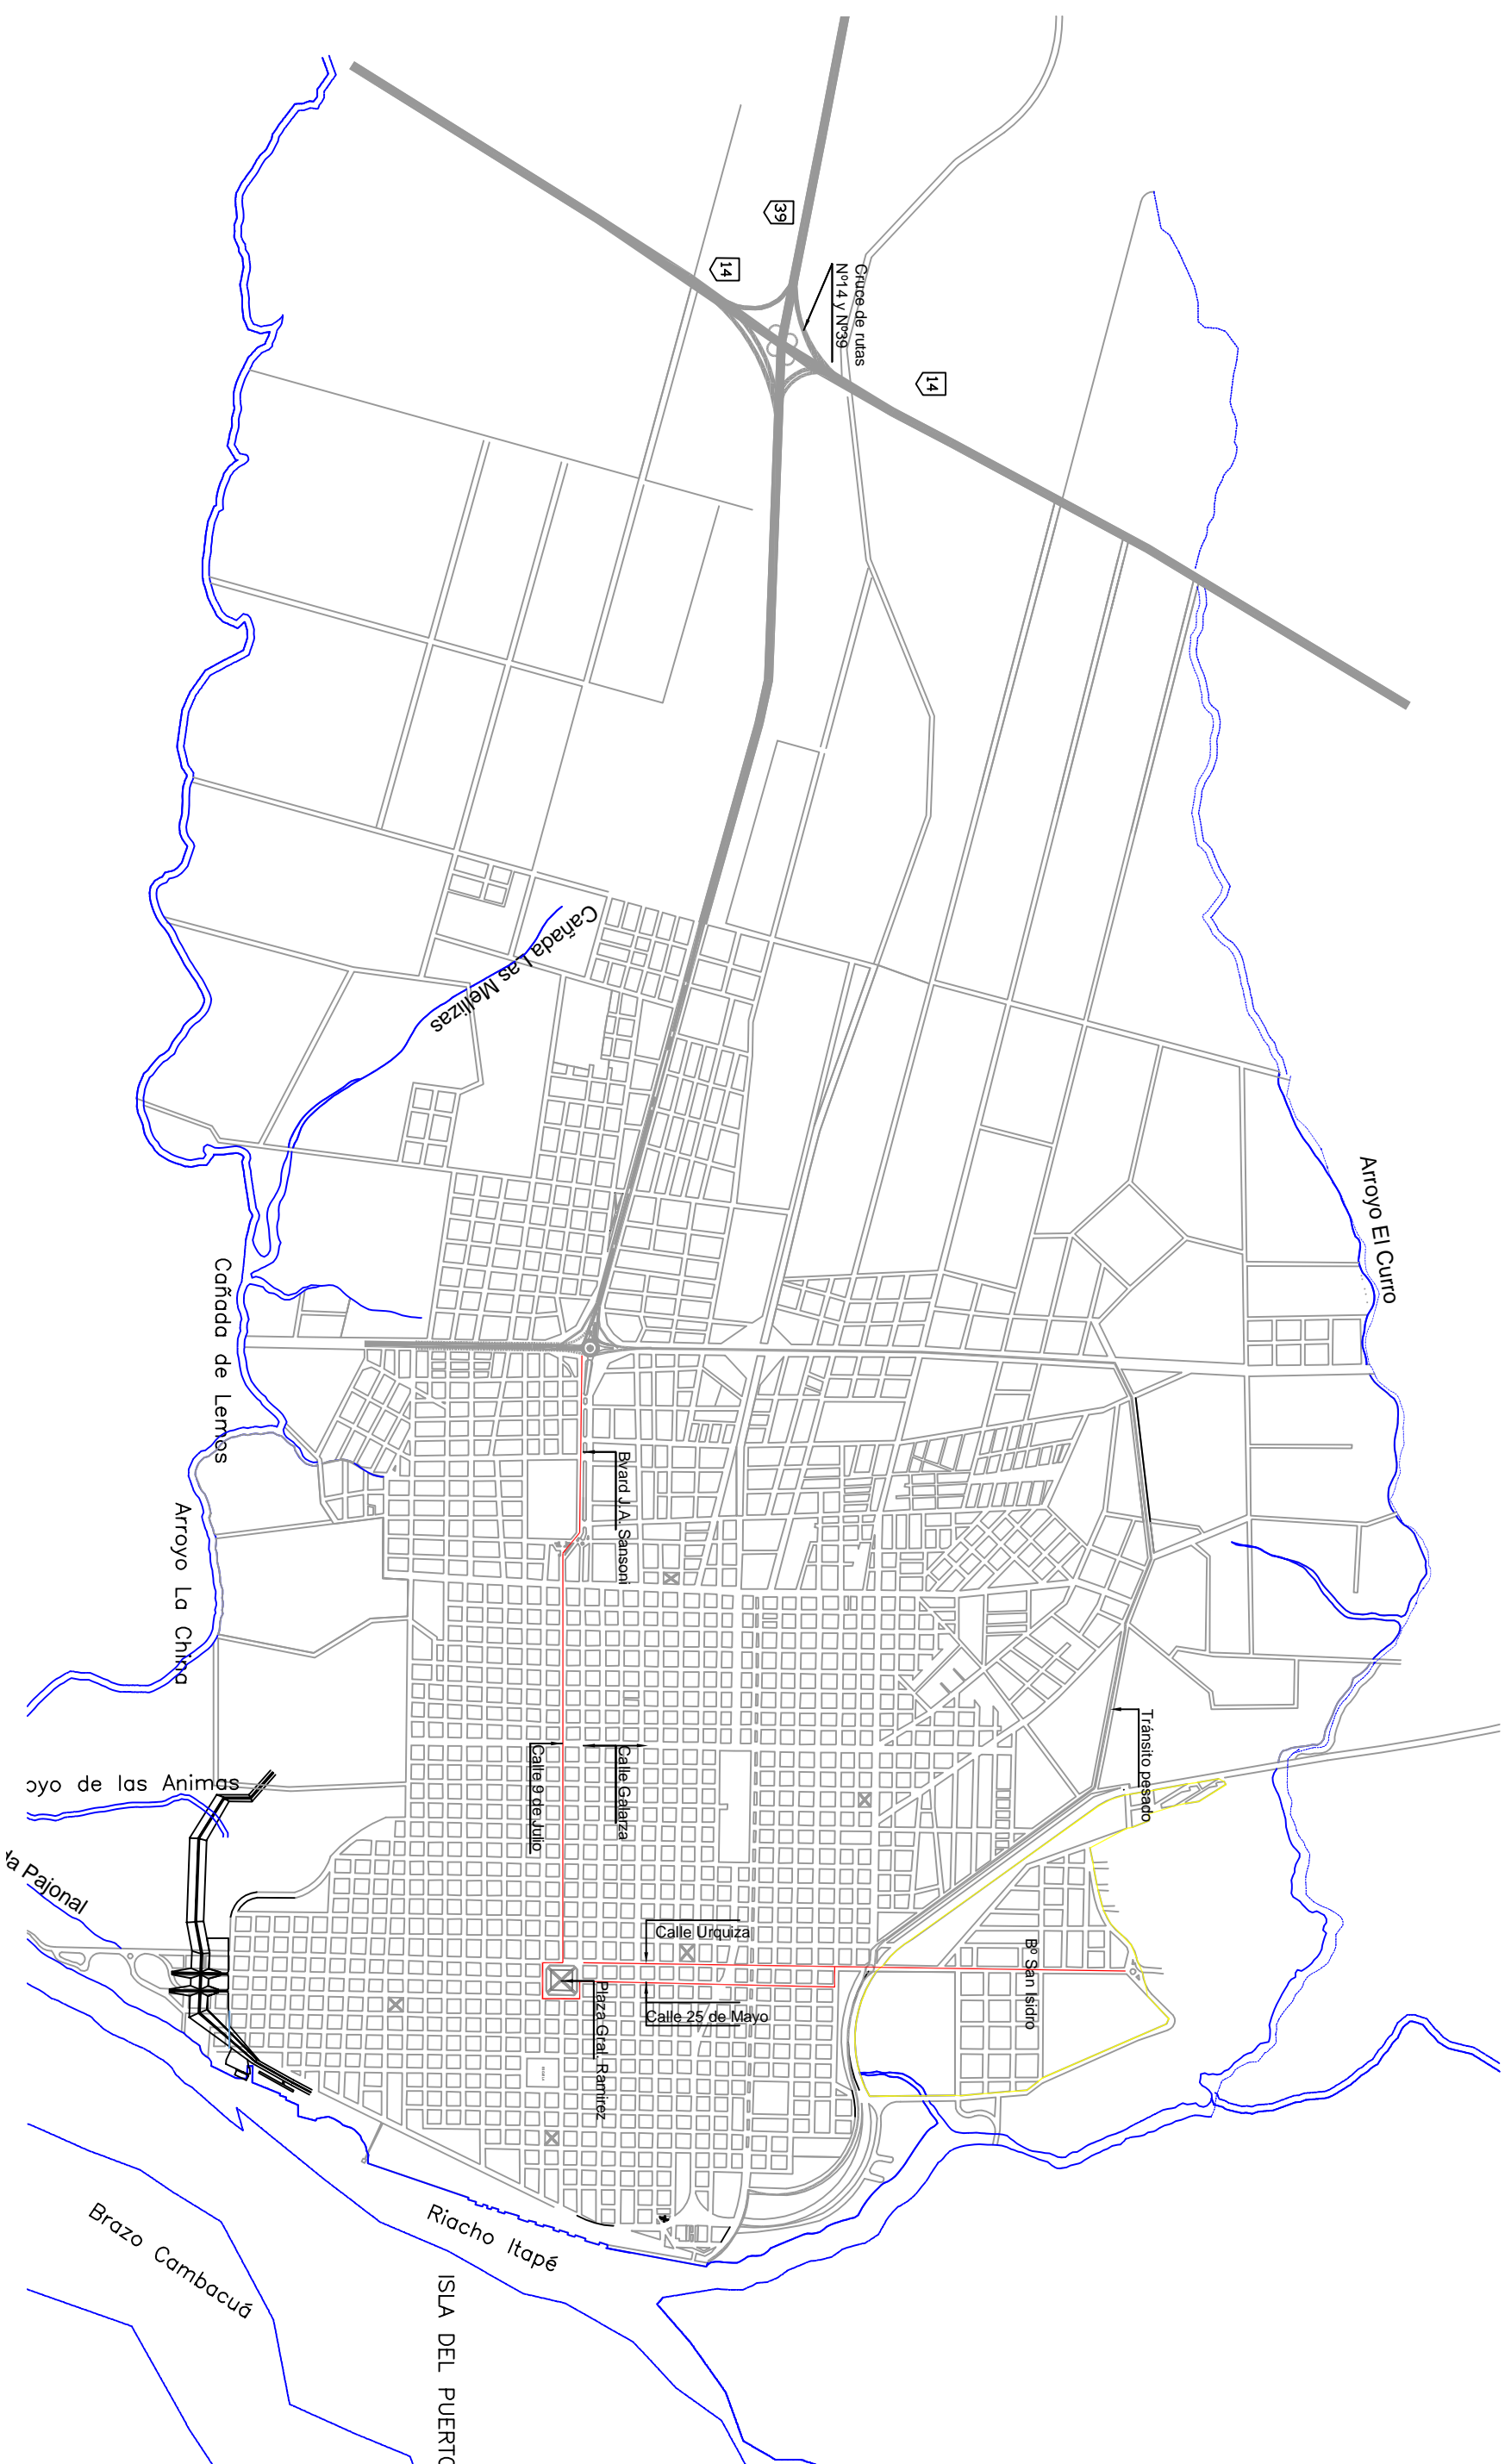 39
14
Cruce de rutas
Nº14 y Nº39
14
Cañada Las Mellizas
Arroyo El Curro
Cañada de Lemos
Bvard J.A. Sansoni
Arroyo La China
Tránsito pesado
Calle Galarza
Calle 9 de Julio
oyo de las Animas
Pajonal
Calle Urquiza
Bº San Isidro
Plaza Gral. Ramirez
Calle 25 de Mayo
Riacho Itapé
Brazo Cambacuá
ISLA DEL PUERTO